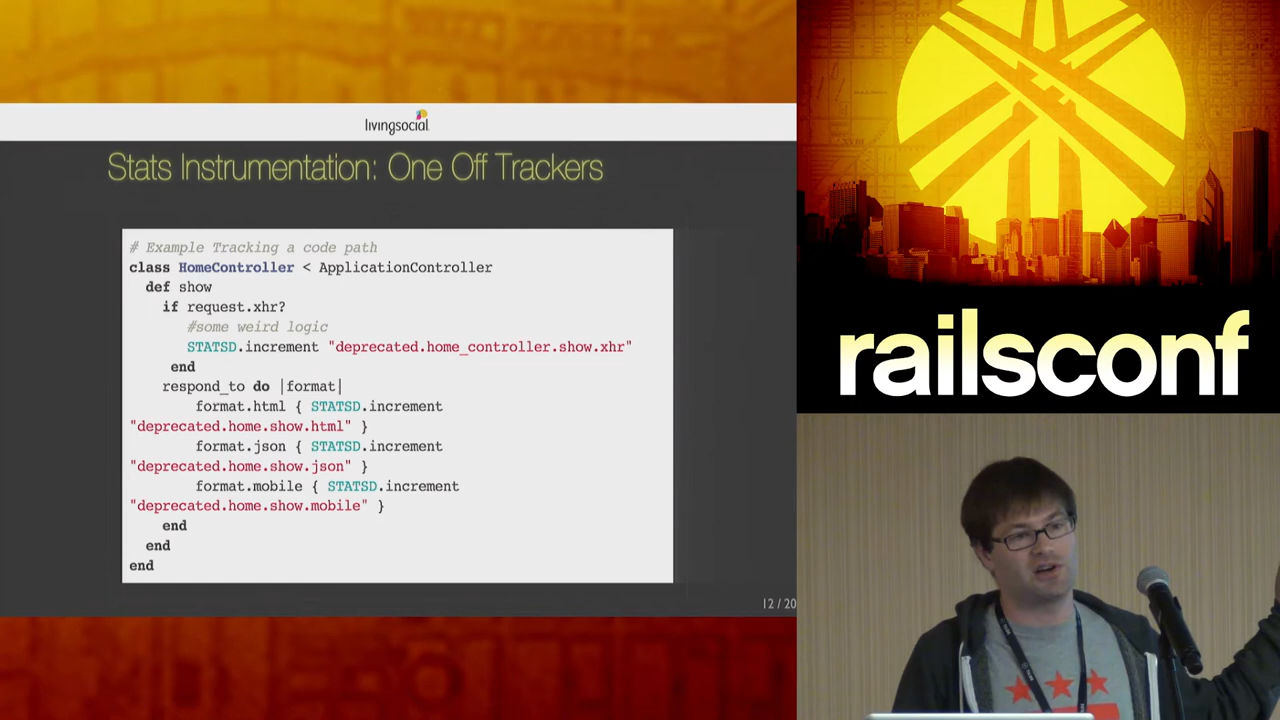 livingsocial
Stats Instrumentation: One Off Trackers
# Example Tracking a code path
class HomeController < ApplicationController
def show
if request.xhr?
#some weird logic
STATSD.increment "deprecated.home_controller.show.xhr"
end
respond_to do |format|
format.html { STATSD.increment
"deprecated.home.show.html" }
format.json { STATSD.increment
"deprecated.home.show.json" }
format.mobile { STATSD.increment
"deprecated.home.show.mobile" }
end
end
end
12 / 20
railsconf